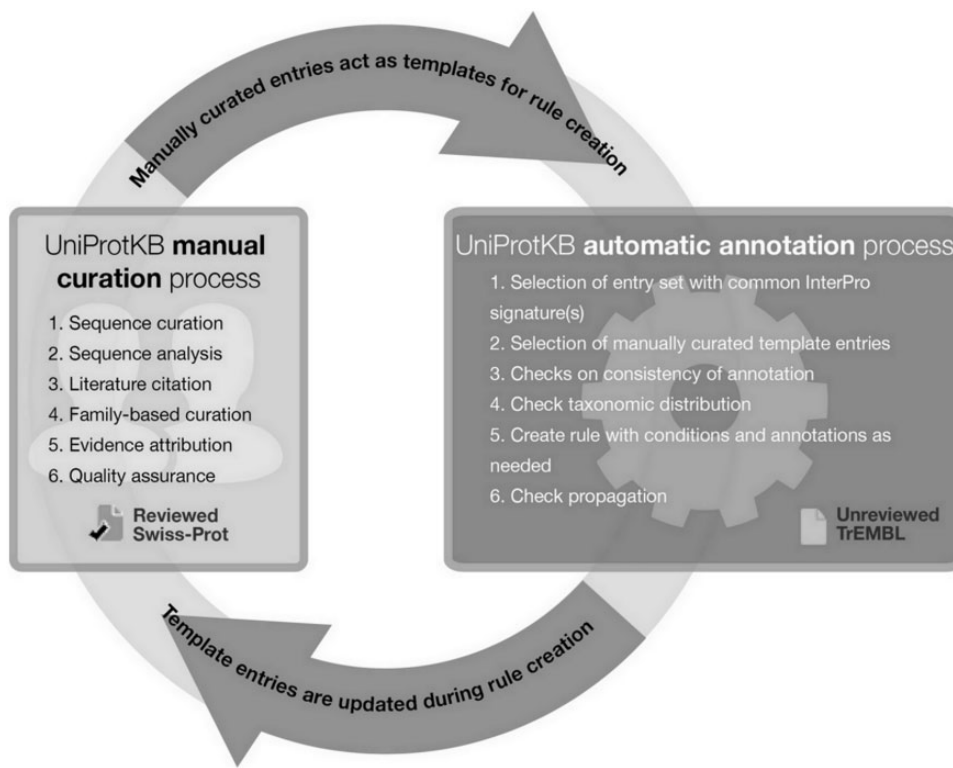 Manually curated entries act as templates for rule creation
UniProtKB manual
curation process
1. Sequence curation
2. Sequence analysis
3. Literature citation
4. Family-based curation
5. Evidence attribution
6. Quality assurance
Reviewed
Swiss-Prot
UniProtKB automatic annotation process
1. Selection of entry set with common InterPro
signature(s)
2. Selection of manually curated template entries
3. Checks on consistency of annotation
4. Check taxonomic distribution
5. Create rule with conditions and annotations as
needed
6. Check propagation
Unreviewed
TrEMBL
Template entries are updated during rule creation